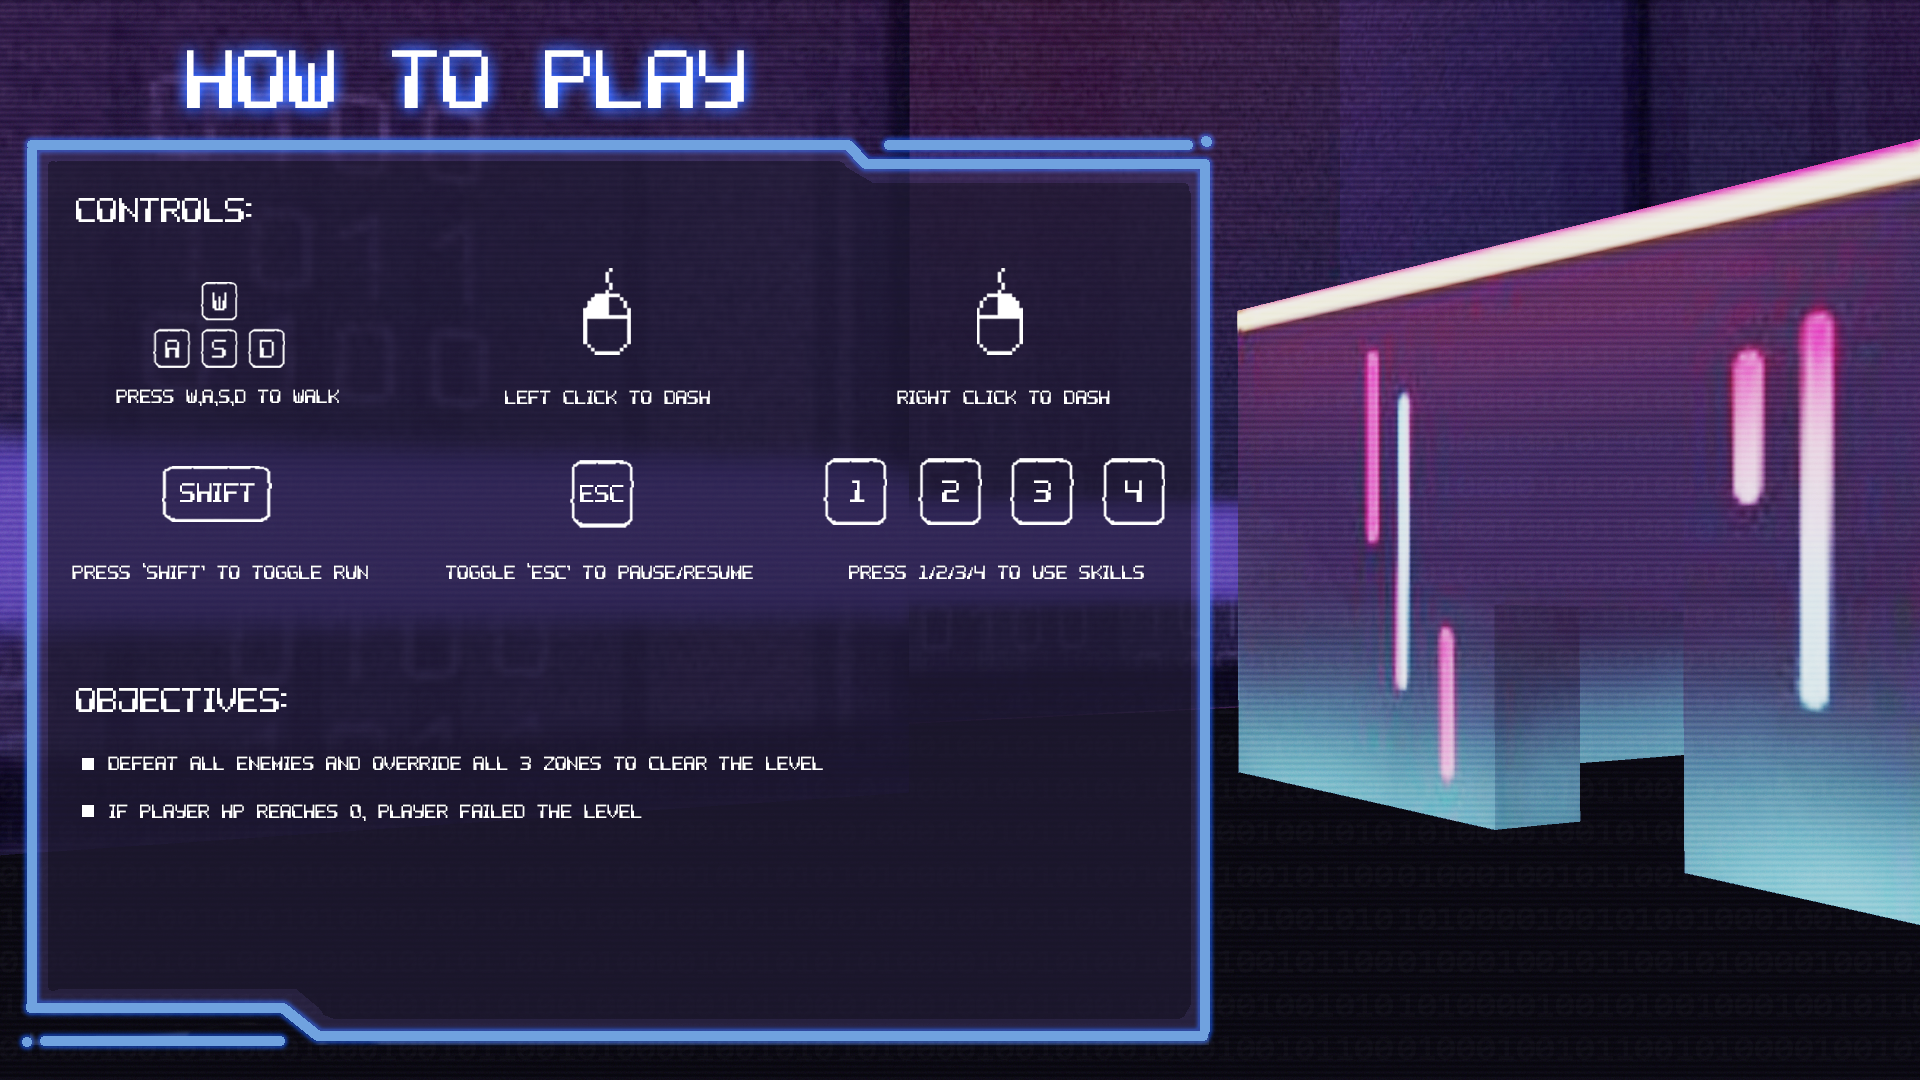 HOW TO PLAY
CONTROLS:
W
A S D
PRESS W,A,S,D TO WALK
LEFT CLICK TO DASH
RIGHT CLICK TO DASH
SHIFT
ESC
1 2 3 4
PRESS 'SHIFT' TO TOGGLE RUN
TOGGLE 'ESC' TO PAUSE/RESUME
PRESS 1/2/3/4 TO USE SKILLS
OBJECTIVES:
■ DEFEAT ALL ENEMIES AND OVERRIDE ALL 3 ZONES TO CLEAR THE LEVEL
■ IF PLAYER HP REACHES 0, PLAYER FAILED THE LEVEL